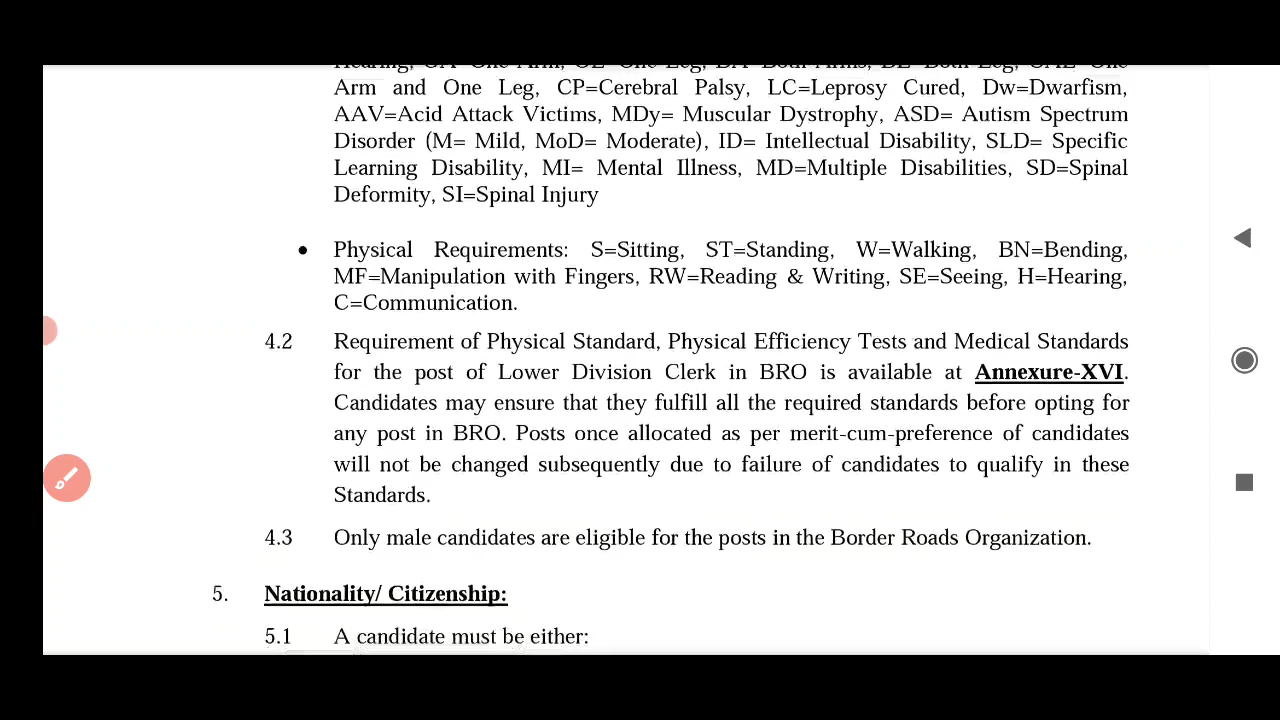 Arm and One Leg, CP=Cerebral Palsy, LC=Leprosy Cured, Dw=Dwarfism,
AAV=Acid Attack Victims, MDy= Muscular Dystrophy, ASD= Autism Spectrum
Disorder (M= Mild, MoD= Moderate), ID= Intellectual Disability, SLD= Specific
Learning Disability, MI= Mental Illness, MD=Multiple Disabilities, SD=Spinal
Deformity, SI=Spinal Injury
• Physical Requirements: S=Sitting, ST=Standing, W=Walking, BN=Bending,
MF=Manipulation with Fingers, RW=Reading & Writing, SE=Seeing, H=Hearing,
C=Communication.
4.2 Requirement of Physical Standard, Physical Efficiency Tests and Medical Standards
for the post of Lower Division Clerk in BRO is available at Annexure-XVI.
Candidates may ensure that they fulfill all the required standards before opting for
any post in BRO. Posts once allocated as per merit-cum-preference of candidates
will not be changed subsequently due to failure of candidates to qualify in these
Standards.
4.3 Only male candidates are eligible for the posts in the Border Roads Organization.
5. Nationality/ Citizenship:
5.1 A candidate must be either: